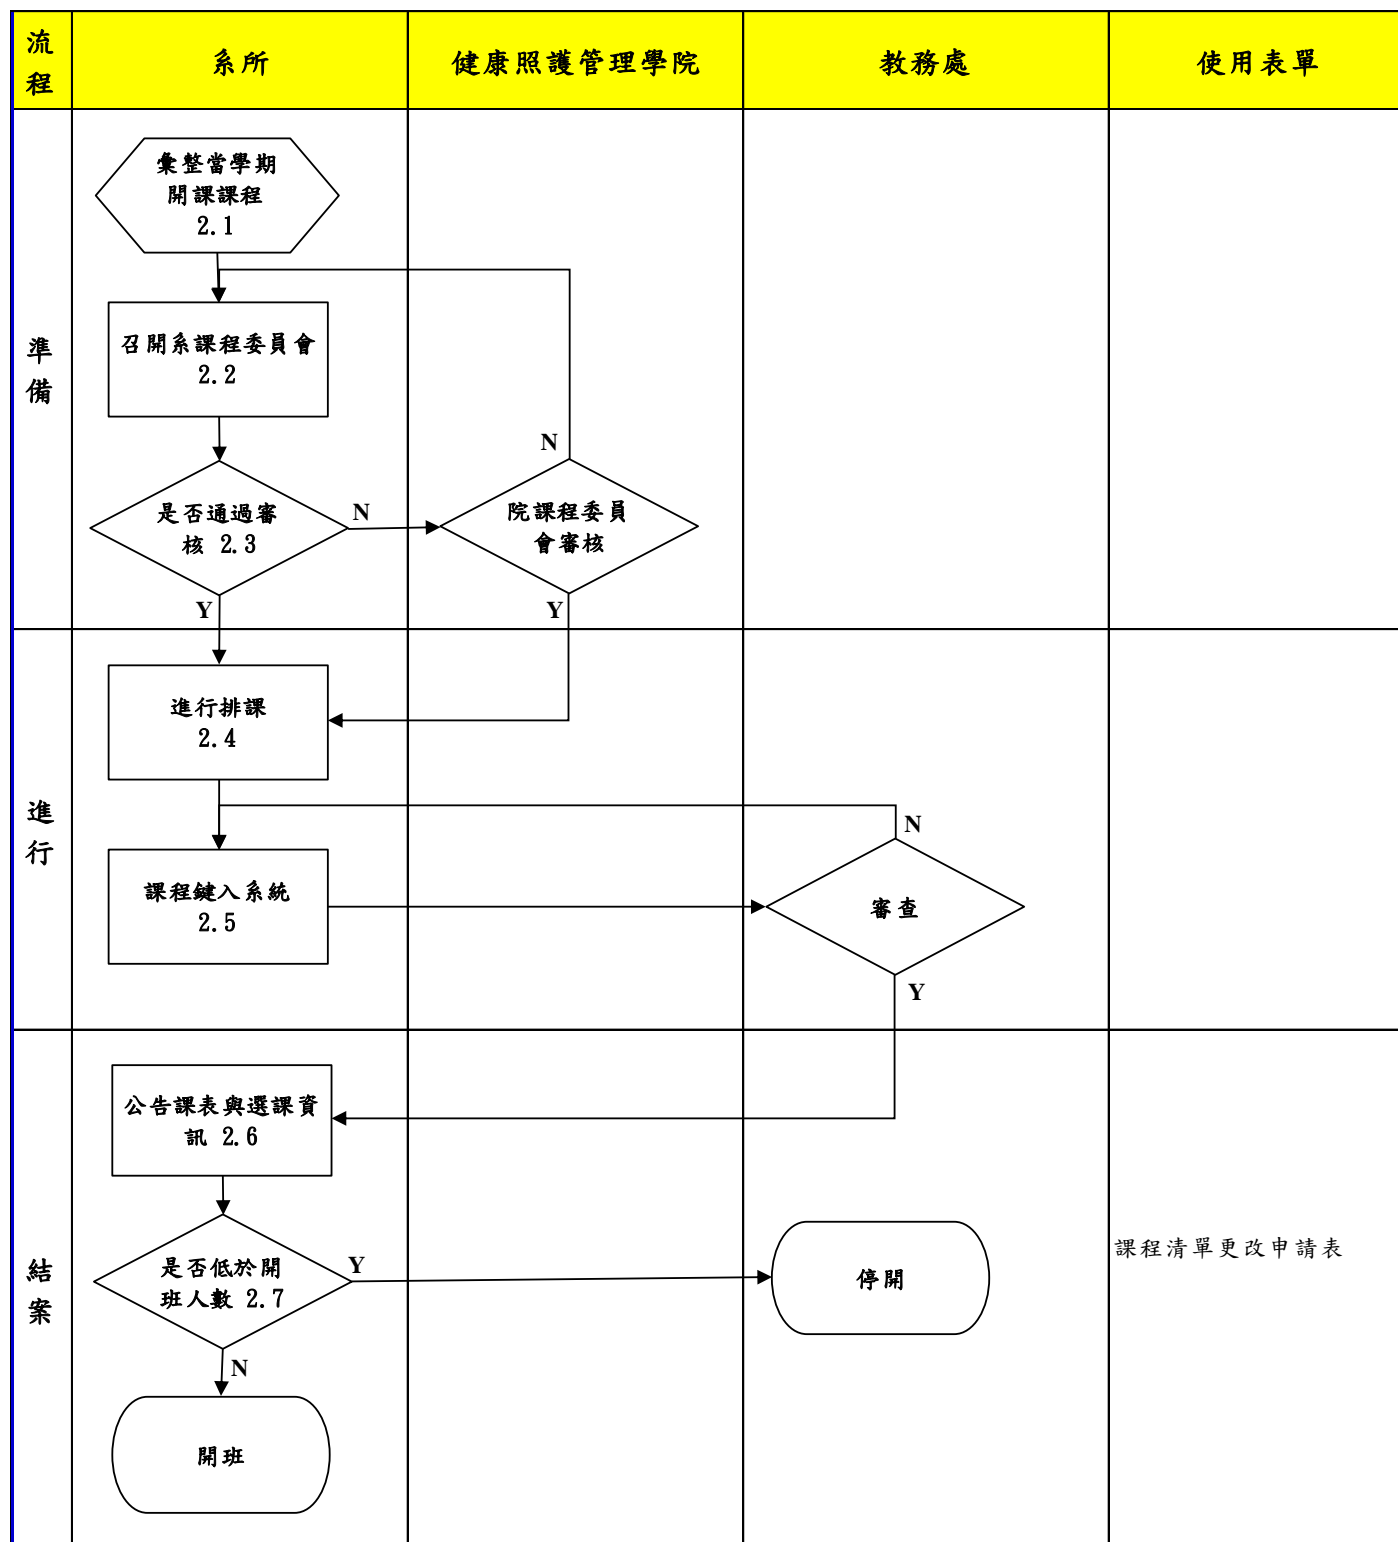 流
程
系所
健康照護管理學院
教務處
使用表單
準
備
彙整當學期
開課課程
2.1
召開系課程委員會
2.2
是否通過審
核 2.3
N
Y
N
院課程委員
會審核
Y
進
行
進行排課
2.4
課程鍵入系統
2.5
N
審查
Y
結
案
公告課表與選課資
訊 2.6
是否低於開
班人數 2.7
Y
N
停開
課程清單更改申請表
開班